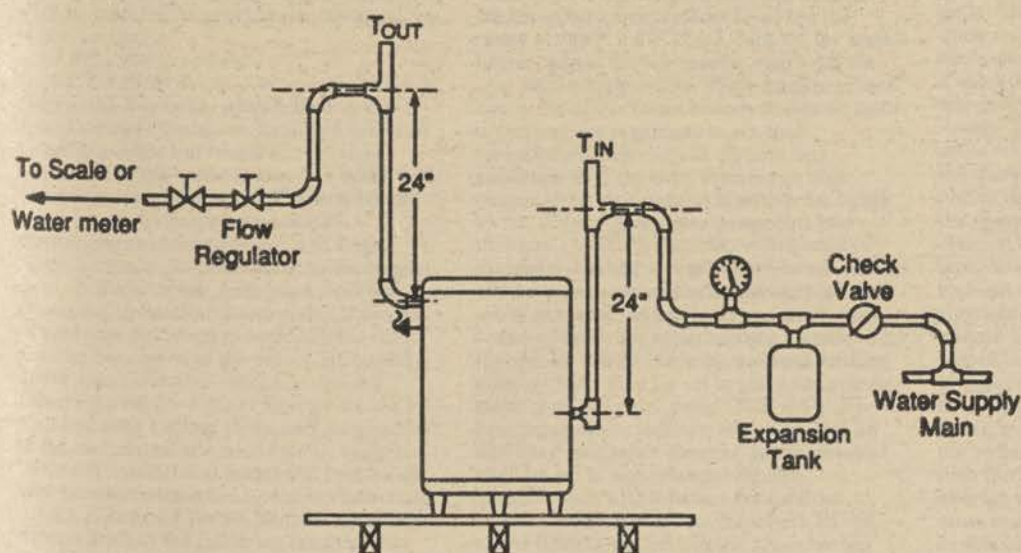 TOUT
24"
To Scale or
Water meter
Flow
Regulator
TIN
24"
Check
Valve
Expansion
Tank
Water Supply
Main